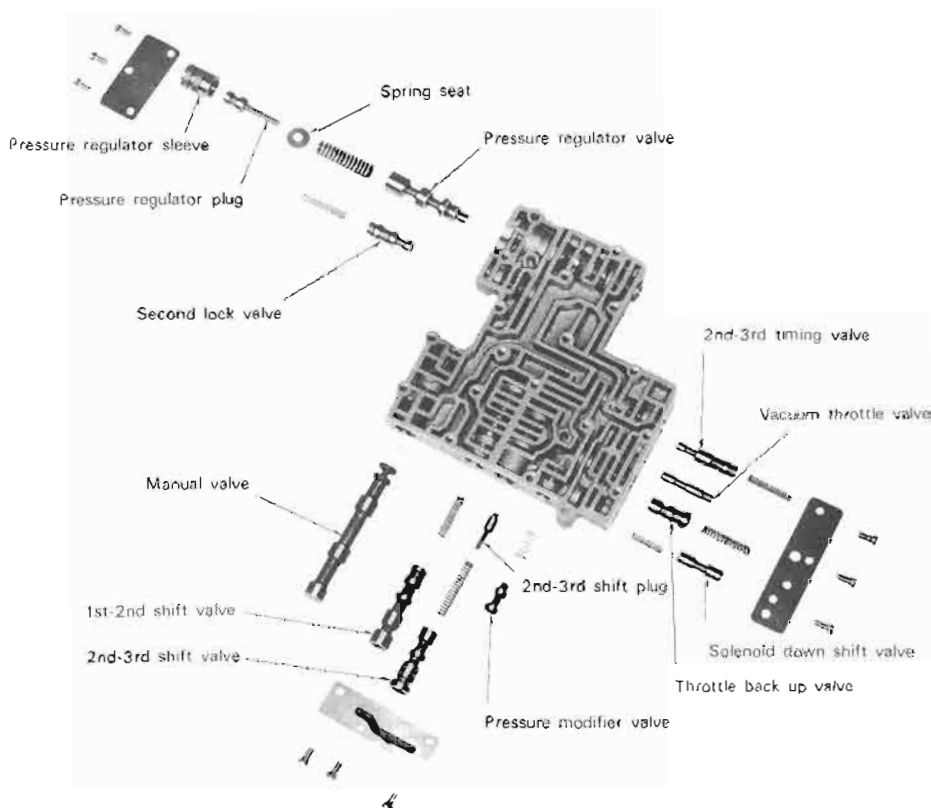 Spring seat
Pressure regulator sleeve
Pressure regulator valve
Pressure regulator plug
Second lock valve
2nd-3rd timing valve
Vacuum throttle valve
Manual valve
2nd-3rd shift plug
1st-2nd shift valve
2nd-3rd shift valve
Solenoid down shift valve
Throttle back up valve
Pressure modifier valve